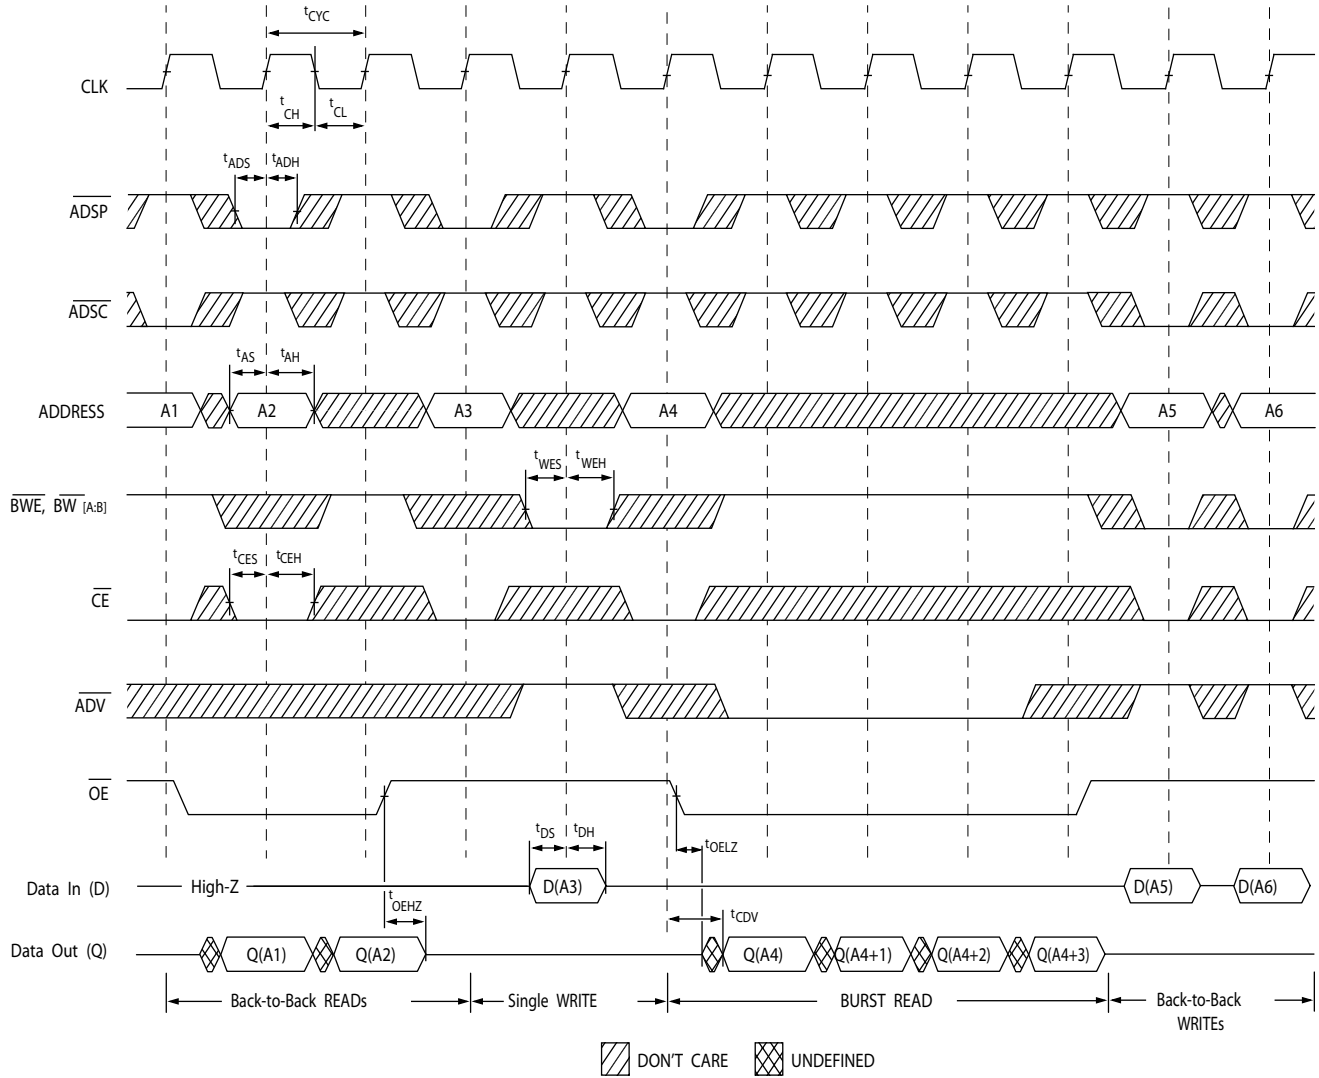 tCYC
CLK
tCH
tCL
tADS
tADH
ADSP
ADSC
tAS
tAH
ADDRESS
A1
A2
A3
A4
A5
A6
tWES
tWEH
BWE, BW [A:B]
tCES
tCEH
CE
ADV
OE
tDS
tDH
tOELZ
Data In (D)
High-Z
D(A3)
D(A5)
D(A6)
tOEHZ
tCDV
Data Out (Q)
Q(A1)
Q(A2)
Q(A4)
Q(A4+1)
Q(A4+2)
Q(A4+3)
Back-to-Back READs
Single WRITE
BURST READ
Back-to-Back
WRITEs
DON'T CARE
UNDEFINED